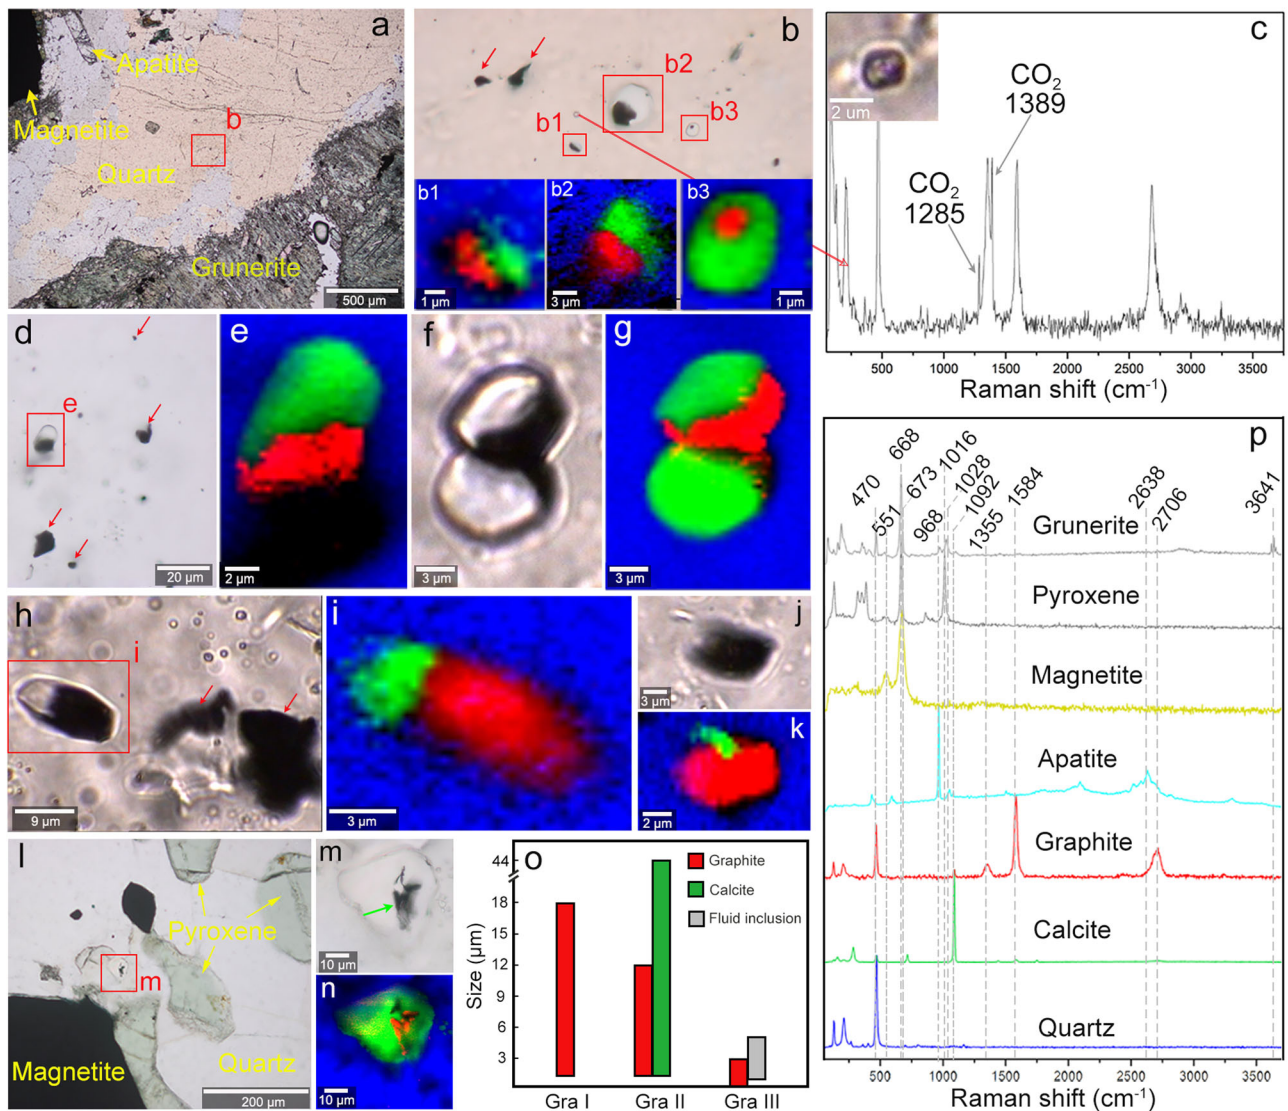 a
Apatite
Magnetite
b
Quartz
Grunerite
500 µm
b
b2
b1
b3
b1
1 µm
b2
3 µm
b3
1 µm
c
2 um
CO2
1389
CO2
1285
500 1000 1500 2000 2500 3000 3500
Raman shift (cm-1)
d
e
20 µm
e
2 µm
f
3 µm
g
3 µm
h
i
9 µm
i
3 µm
j
3 µm
k
2 µm
l
Pyroxene
m
Magnetite
Quartz
200 µm
m
10 µm
n
10 µm
o
Graphite
Calcite
Fluid inclusion
Size (µm)
44
18
15
12
9
6
3
Gra I Gra II Gra III
p
470
551
668
673
968
1016
1028
1092
1355
1584
2638
2706
3641
Grunerite
Pyroxene
Magnetite
Apatite
Graphite
Calcite
Quartz
500 1000 1500 2000 2500 3000 3500
Raman shift (cm-1)